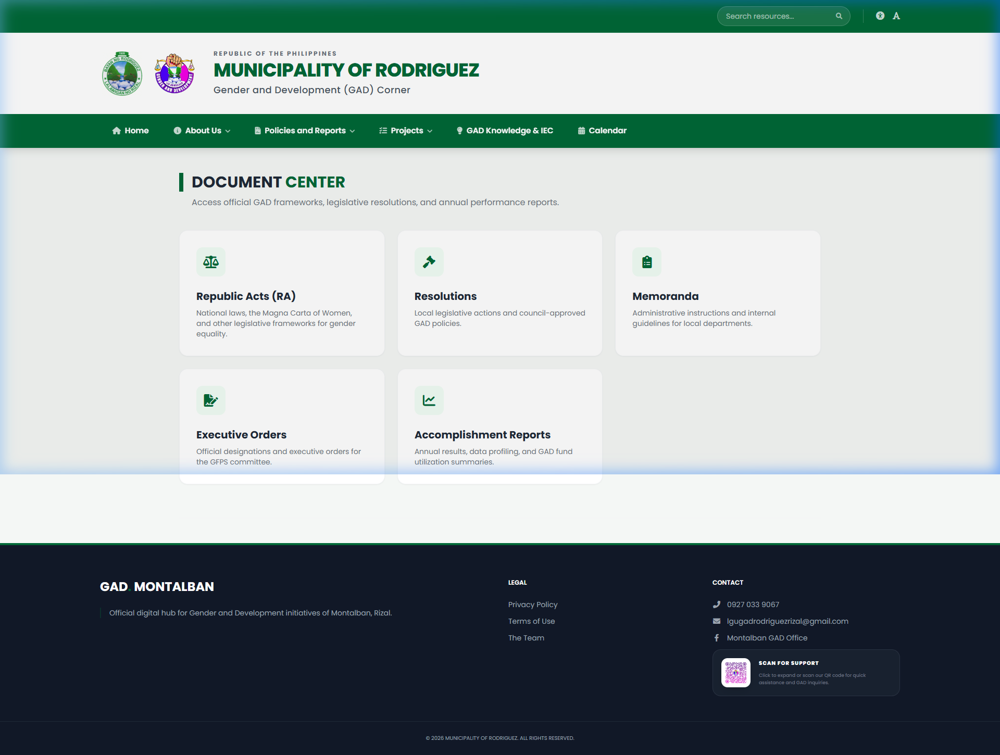 Search resources...
1909
BAYAN NG RODRIGUEZ
LALAWIGAN NG RIZAL
GENDER AND DEVELOPMENT
REPUBLIC OF THE PHILIPPINES
MUNICIPALITY OF RODRIGUEZ
Gender and Development (GAD) Corner
Home
About Us
Policies and Reports
Projects
GAD Knowledge & IEC
Calendar
DOCUMENT CENTER
Access official GAD frameworks, legislative resolutions, and annual performance reports.
Republic Acts (RA)
National laws, the Magna Carta of Women,
and other legislative frameworks for gender
equality.
Resolutions
Local legislative actions and council-approved
GAD policies.
Memoranda
Administrative instructions and internal
guidelines for local departments.
Executive Orders
Official designations and executive orders for
the GFPS committee.
Accomplishment Reports
Annual results, data profiling, and GAD fund
utilization summaries.
GAD. MONTALBAN
Official digital hub for Gender and Development initiatives of Montalban, Rizal.
LEGAL
Privacy Policy
Terms of Use
The Team
CONTACT
0927 033 9067
lgugadrodriguezrizal@gmail.com
Montalban GAD Office
SCAN FOR SUPPORT
Click to expand or scan our QR code for quick
assistance and GAD inquiries.
© 2026 MUNICIPALITY OF RODRIGUEZ. ALL RIGHTS RESERVED.